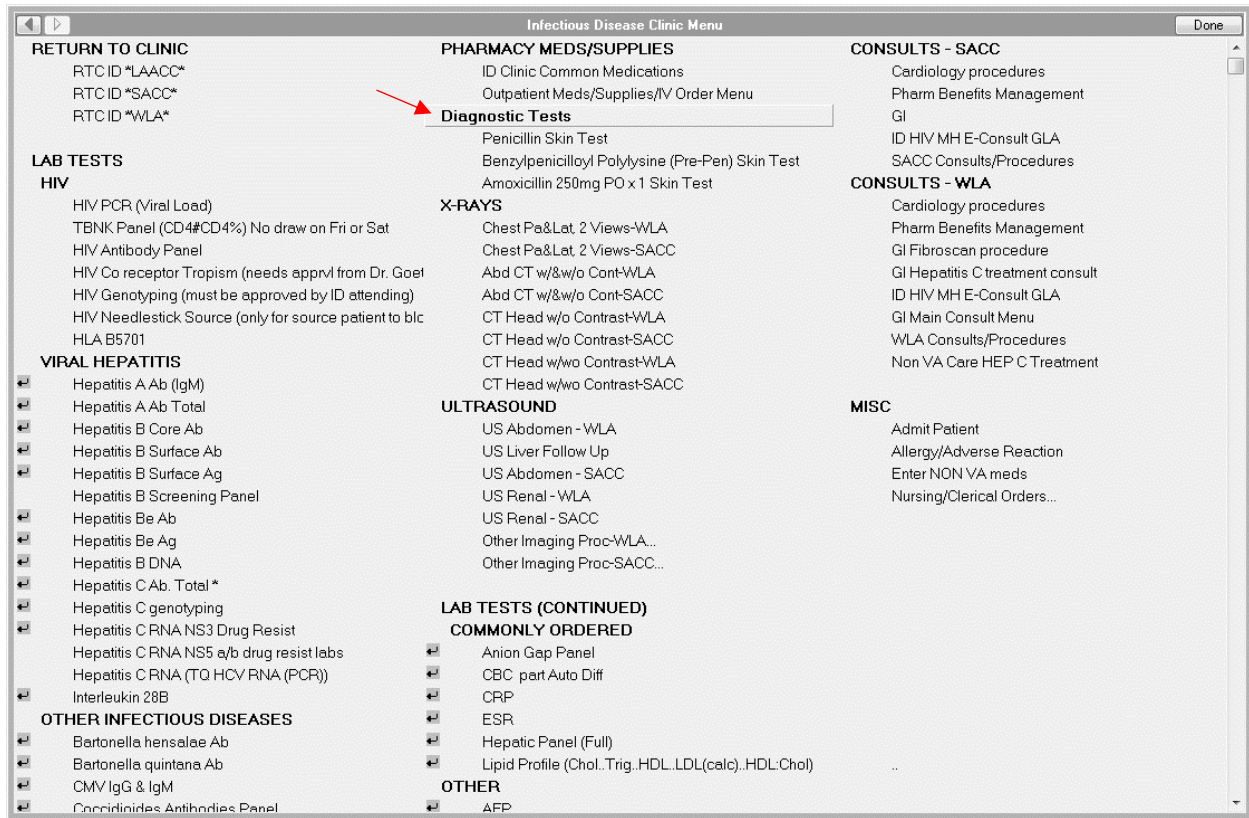 Infectious Disease Clinic Menu
Done
RETURN TO CLINIC
RTC ID *LAACC*
RTC ID *SACC*
RTC ID *WLA*
LAB TESTS
HIV
HIV PCR (Viral Load)
TBNK Panel (CD4#CD4%) No draw on Fri or Sat
HIV Antibody Panel
HIV Co receptor Tropism (needs apprvl from Dr. Goet
HIV Genotyping (must be approved by ID attending)
HIV Needlestick Source (only for source patient to blc
HLA B5701
VIRAL HEPATITIS
Hepatitis A Ab (IgM)
Hepatitis A Ab Total
Hepatitis B Core Ab
Hepatitis B Surface Ab
Hepatitis B Surface Ag
Hepatitis B Screening Panel
Hepatitis Be Ab
Hepatitis Be Ag
Hepatitis B DNA
Hepatitis C Ab. Total *
Hepatitis C genotyping
Hepatitis C RNA NS3 Drug Resist
Hepatitis C RNA NS5 a/b drug resist labs
Hepatitis C RNA (TQ HCV RNA (PCR))
Interleukin 28B
OTHER INFECTIOUS DISEASES
Bartonella hensalae Ab
Bartonella quintana Ab
CMV IgG & IgM
Coccidioides Antibodies Panel
PHARMACY MEDS/SUPPLIES
ID Clinic Common Medications
Outpatient Meds/Supplies/IV Order Menu
Diagnostic Tests
Penicillin Skin Test
Benzylpenicilloyl Polylysine (Pre-Pen) Skin Test
Amoxicillin 250mg PO x 1 Skin Test
X-RAYS
Chest Pa&Lat, 2 Views-WLA
Chest Pa&Lat, 2 Views-SACC
Abd CT w/&w/o Cont-WLA
Abd CT w/&w/o Cont-SACC
CT Head w/o Contrast-WLA
CT Head w/o Contrast-SACC
CT Head w/wo Contrast-WLA
CT Head w/wo Contrast-SACC
ULTRASOUND
US Abdomen - WLA
US Liver Follow Up
US Abdomen - SACC
US Renal - WLA
US Renal - SACC
Other Imaging Proc-WLA...
Other Imaging Proc-SACC...
LAB TESTS (CONTINUED)
COMMONLY ORDERED
Anion Gap Panel
CBC part Auto Diff
CRP
ESR
Hepatic Panel (Full)
Lipid Profile (Chol..Trig..HDL..LDL(calc)..HDL:Chol)
OTHER
AFP
CONSULTS - SACC
Cardiology procedures
Pharm Benefits Management
GI
ID HIV MH E-Consult GLA
SACC Consults/Procedures
CONSULTS - WLA
Cardiology procedures
Pharm Benefits Management
GI Fibroscan procedure
GI Hepatitis C treatment consult
ID HIV MH E-Consult GLA
GI Main Consult Menu
WLA Consults/Procedures
Non VA Care HEP C Treatment
MISC
Admit Patient
Allergy/Adverse Reaction
Enter NON VA meds
Nursing/Clerical Orders...
..